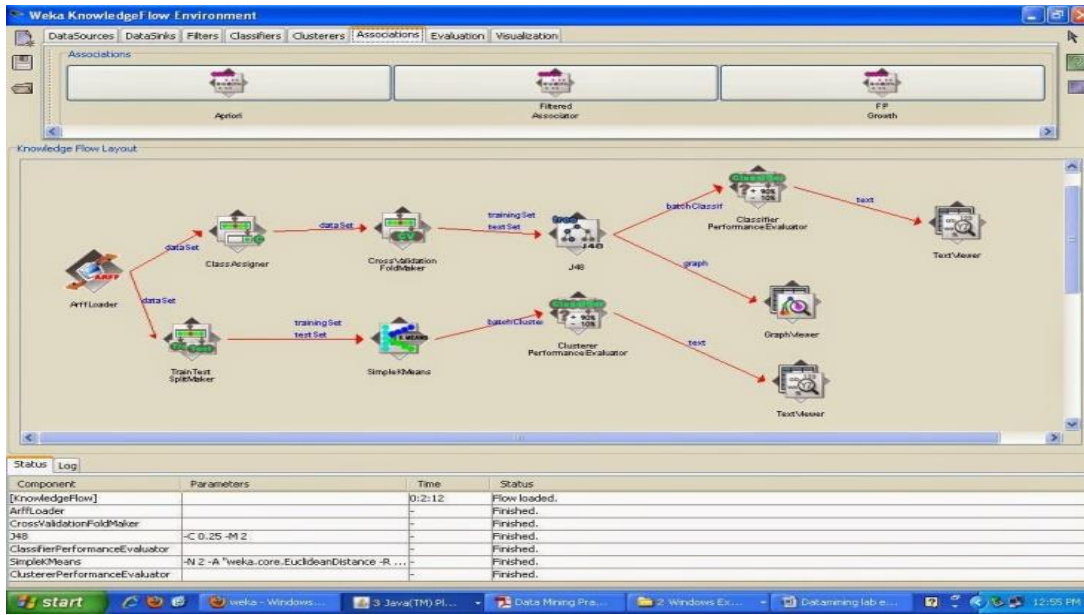 Weka KnowledgeFlow Environment
DataSources DataSinks Filters Classifiers Clusterers Associations Evaluation Visualization
Associations
Apriori
Filtered
Associator
FP
Growth
Knowledge Flow Layout
ArffLoader
dataSet
dataSet
ClassAssigner
dataSet
CrossValidation
FoldMaker
trainingSet
testSet
J48
batchClassif
graph
Classifier
PerformanceEvaluator
text
TextViewer
GraphViewer
TrainTest
SplitMaker
trainingSet
testSet
SimpleKMeans
batchCluste
Clusterer
PerformanceEvaluator
text
TextViewer
Status Log
Component Parameters Time Status
[KnowledgeFlow] 0:2:12 Flow loaded.
ArffLoader - Finished.
CrossValidationFoldMaker - Finished.
J48 -C 0.25 -M 2 - Finished.
ClassifierPerformanceEvaluator - Finished.
SimpleKMeans -N 2 -A "weka.core.EuclideanDistance -R ... - Finished.
ClustererPerformanceEvaluator - Finished.
start weka - Windows... 3 Java(TM) Pl... Data Mining Pra... 2 Windows Ex... Datamining lab e... 12:55 PM